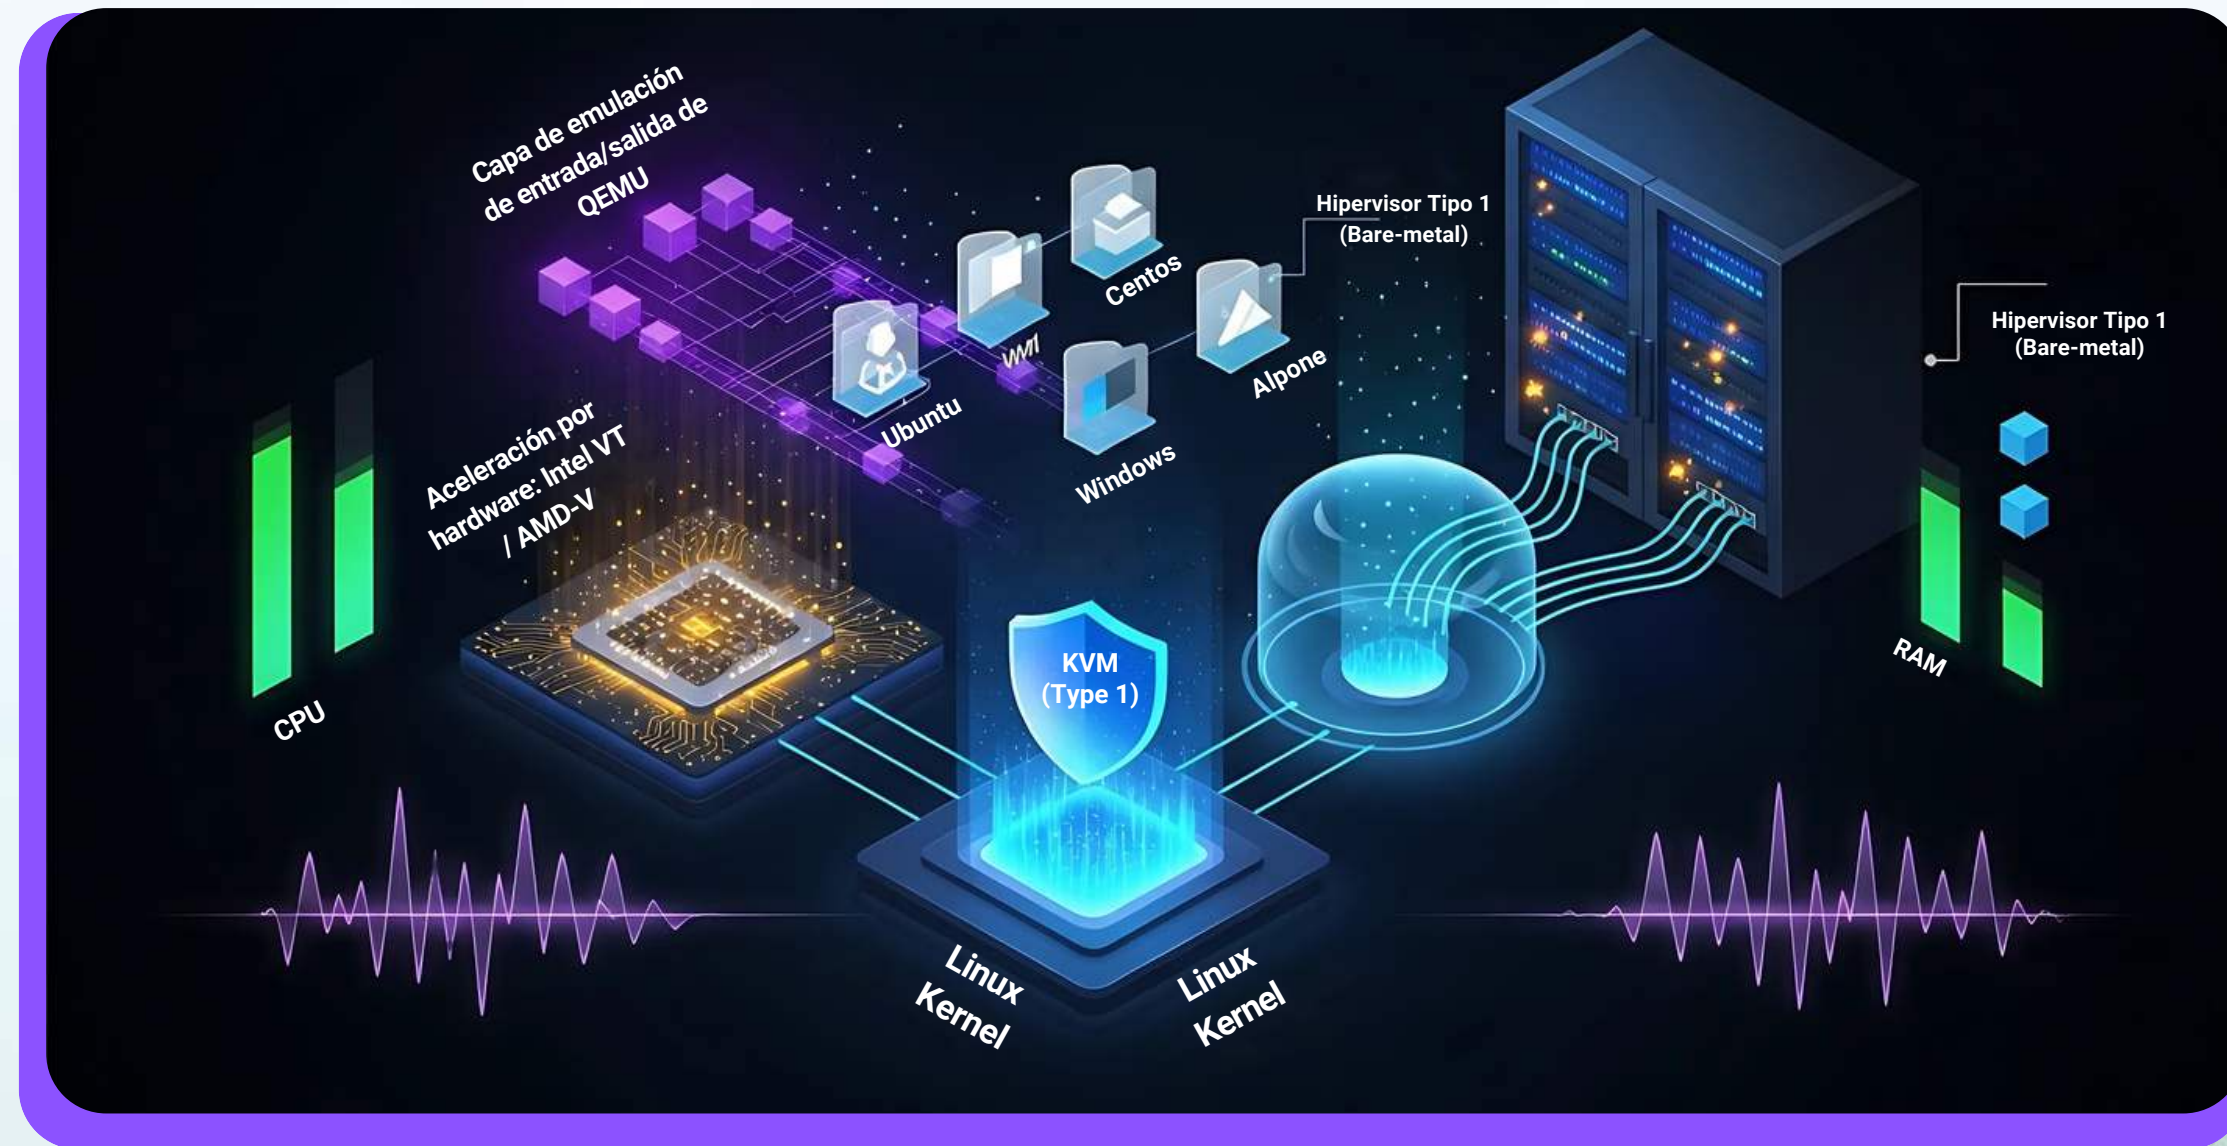 Capa de emulación
de entrada/salida de
QEMU
Centos
Hipervisor Tipo 1
(Bare-metal)
Hipervisor Tipo 1
(Bare-metal)
Alpone
Ubuntu
Windows
Aceleración por
hardware: Intel VT
/ AMD-V
KVM
(Type 1)
RAM
CPU
Linux
Kernel
Linux
Kernel